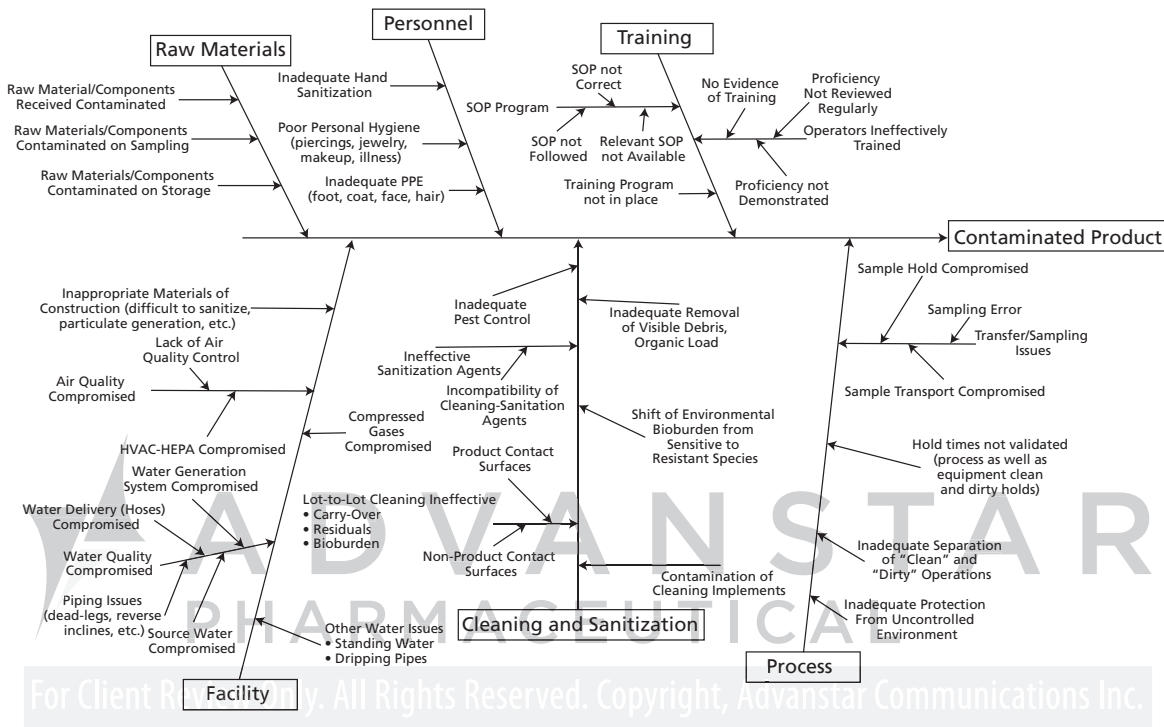 Raw Materials
Raw Material/Components
Received Contaminated
Raw Materials/Components
Contaminated on Sampling
Raw Materials/Components
Contaminated on Storage
Personnel
Inadequate Hand
Sanitization
Poor Personal Hygiene
(piercings, jewelry,
makeup, illness)
Inadequate PPE
(foot, coat, face, hair)
Training
SOP not
Correct
SOP Program
SOP not
Followed
Relevant SOP
not Available
Training Program
not in place
No Evidence
of Training
Proficiency
Not Reviewed
Regularly
Operators Ineffectively
Trained
Proficiency not
Demonstrated
Contaminated Product
Inappropriate Materials of
Construction (difficult to sanitize,
particulate generation, etc.)
Lack of Air
Quality Control
Air Quality
Compromised
HVAC-HEPA Compromised
Compressed
Gases
Compromised
Water Generation
System Compromised
Water Delivery (Hoses)
Compromised
Water Quality
Compromised
Piping Issues
(dead-legs, reverse
inclines, etc.)
Source Water
Compromised
Other Water Issues
• Standing Water
• Dripping Pipes
Facility
Inadequate
Pest Control
Inadequate Removal
of Visible Debris,
Organic Load
Ineffective
Sanitization Agents
Incompatibility of
Cleaning-Sanitation
Agents
Shift of Environmental
Bioburden from
Sensitive to
Resistant Species
Product Contact
Surfaces
Lot-to-Lot Cleaning Ineffective
• Carry-Over
• Residuals
• Bioburden
Non-Product Contact
Surfaces
Contamination of
Cleaning Implements
Cleaning and Sanitization
Sample Hold Compromised
Sampling Error
Transfer/Sampling
Issues
Sample Transport Compromised
Hold times not validated
(process as well as
equipment clean
and dirty holds)
Inadequate Separation
of “Clean” and
“Dirty” Operations
Inadequate Protection
From Uncontrolled
Environment
Process
ADVANSTAR
PHARMACEUTICAL
For Client Review Only. All Rights Reserved. Copyright, Advanstar Communications Inc.